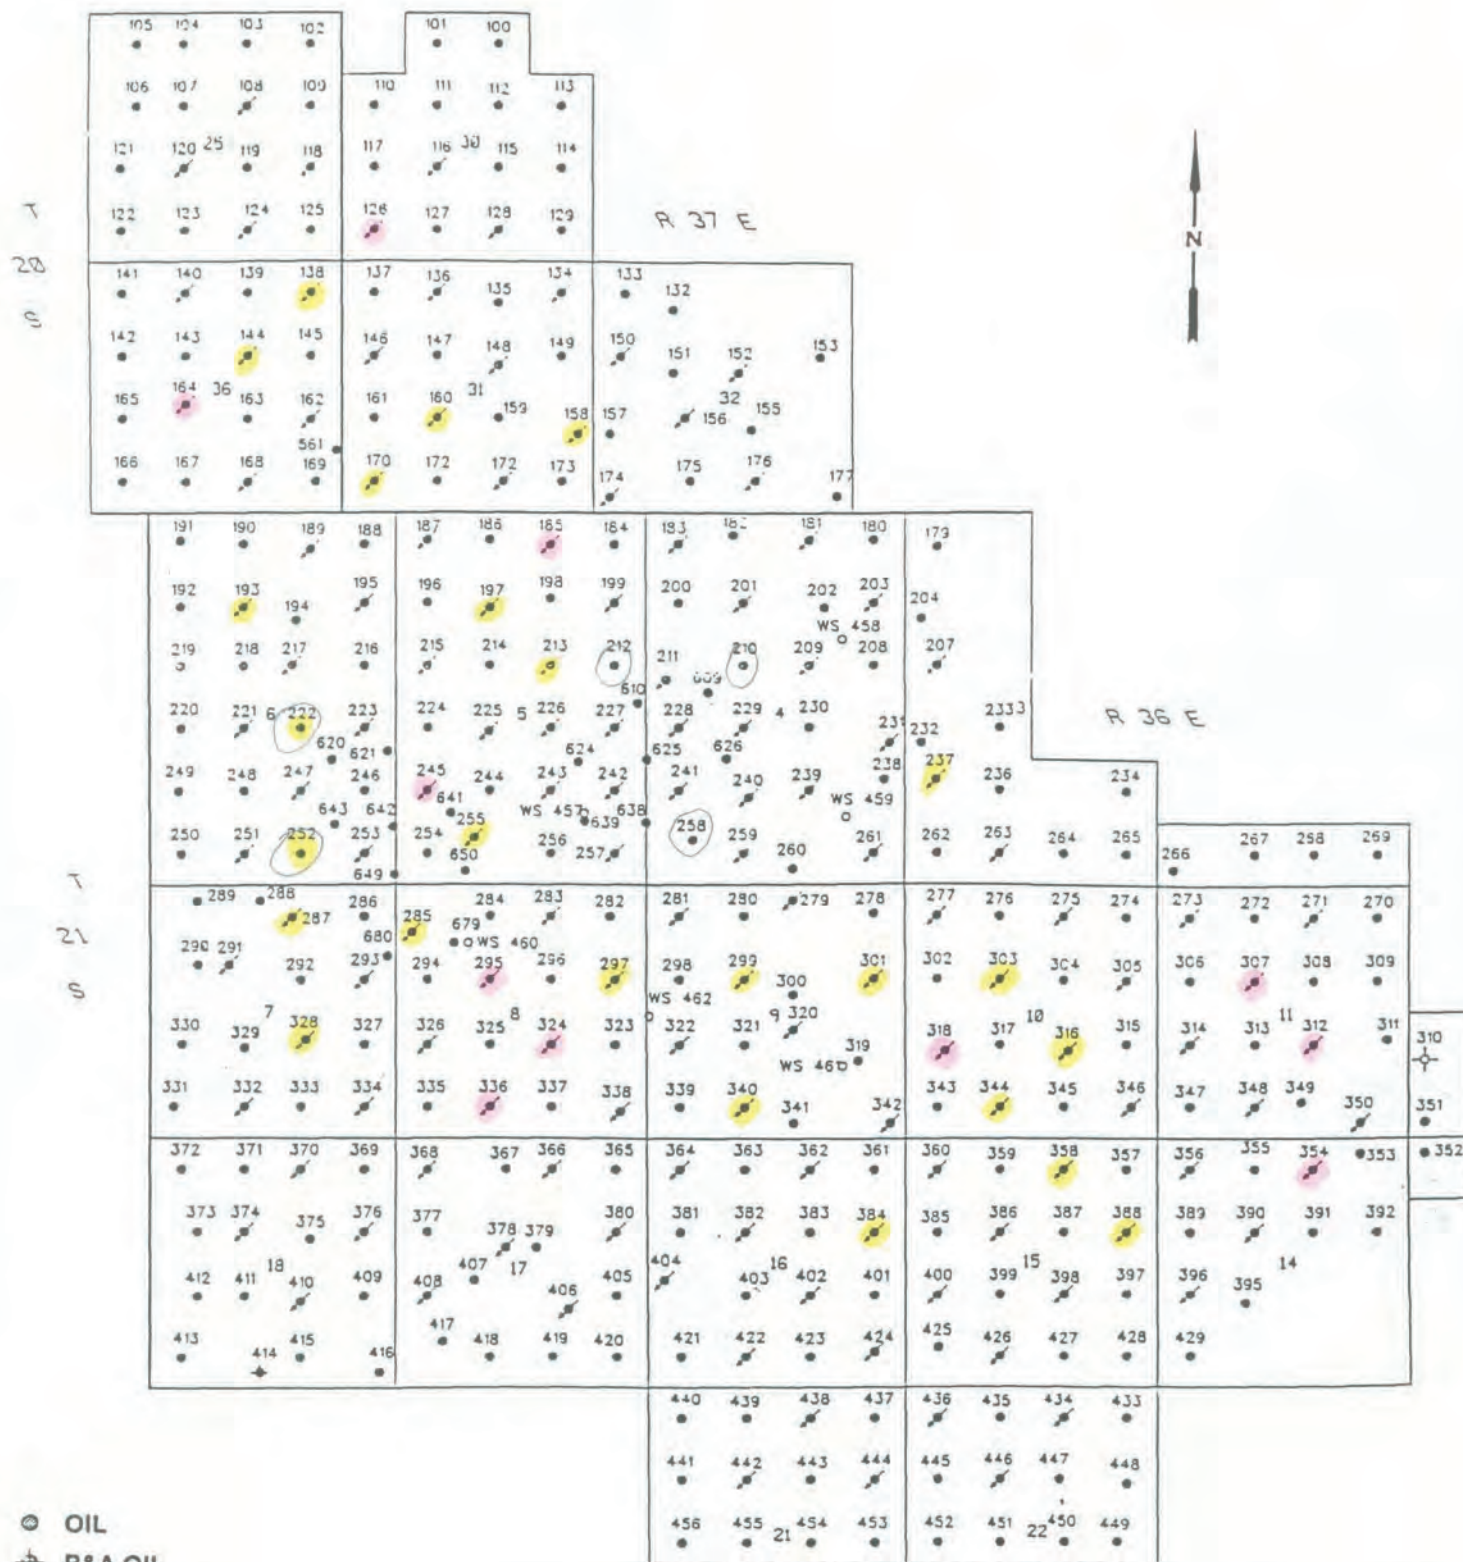 105 104 103 102 101 100
106 107 108 109 110 111 112 113
121 120 25 119 118 117 116 30 115 114
122 123 124 125 126 127 128 129
R 37 E
T
20
S
141 140 139 138 137 136 135 134 133 132
142 143 144 145 146 147 148 149 150 151 152 153
164 36 31 32
165 163 162 161 160 159 158 157 156 155
561
166 167 168 169 170 172 172 173 174 175 176 177
N
191 190 189 188 187 186 185 184 183 181 180 179
192 193 194 195 196 197 198 199 200 201 202 203 204
WS 458
219 218 217 216 215 214 213 212 211 210 209 208 207
610
220 221 6 222 223 224 225 5 226 227 228 229 4 230 231 232 2333
R 36 E
620 621 624 625 626
249 248 247 246 245 244 243 242 241 240 239 238 237 236 234
643 642 641 WS 457 639 638 WS 459
250 251 252 253 254 255 256 257 258 259 260 261 262 263 264 265 266 267 258 269
649 650
T
21
S
289 288 287 286 285 284 283 282 281 280 279 278 277 276 275 274 273 272 271 270
680 679 WS 460
290 291 292 293 294 295 296 297 298 299 300 301 302 303 304 305 306 307 308 309
WS 462
7 8 9 10 11
330 329 328 327 326 325 324 323 322 321 320 319 318 317 316 315 314 313 312 311 310
331 332 333 334 335 336 337 338 339 340 341 342 343 344 345 346 347 348 349 350 351
372 371 370 369 368 367 366 365 364 363 362 361 360 359 358 357 356 355 354 353 352
373 374 375 376 377 378 379 380 381 382 383 384 385 386 387 388 389 390 391 392
18 17 16 15 14
412 411 410 409 408 407 406 405 404 403 402 401 400 399 398 397 396 395
413 414 415 416 417 418 419 420 421 422 423 424 425 426 427 428 429
440 439 438 437 436 435 434 433
441 442 443 444 445 446 447 448
456 455 21 454 453 452 451 22 450 449
OIL
P&A OIL